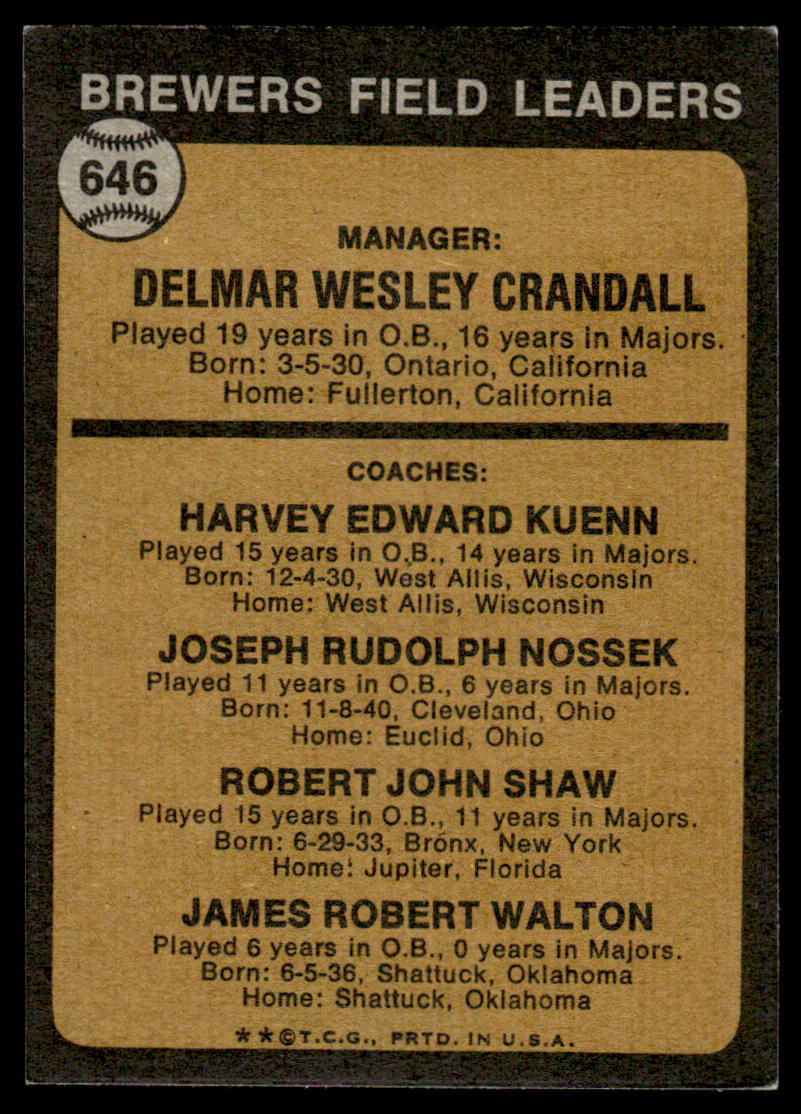 BREWERS FIELD LEADERS
646
MANAGER:
DELMAR WESLEY CRANDALL
Played 19 years in O.B., 16 years in Majors.
Born: 3-5-30, Ontario, California
Home: Fullerton, California
COACHES:
HARVEY EDWARD KUENN
Played 15 years in O.B., 14 years in Majors.
Born: 12-4-30, West Allis, Wisconsin
Home: West Allis, Wisconsin
JOSEPH RUDOLPH NOSSEK
Played 11 years in O.B., 6 years in Majors.
Born: 11-8-40, Cleveland, Ohio
Home: Euclid, Ohio
ROBERT JOHN SHAW
Played 15 years in O.B., 11 years in Majors.
Born: 6-29-33, Bronx, New York
Home: Jupiter, Florida
JAMES ROBERT WALTON
Played 6 years in O.B., 0 years in Majors.
Born: 6-5-36, Shattuck, Oklahoma
Home: Shattuck, Oklahoma
**©T.C.G., PRTD. IN U.S.A.